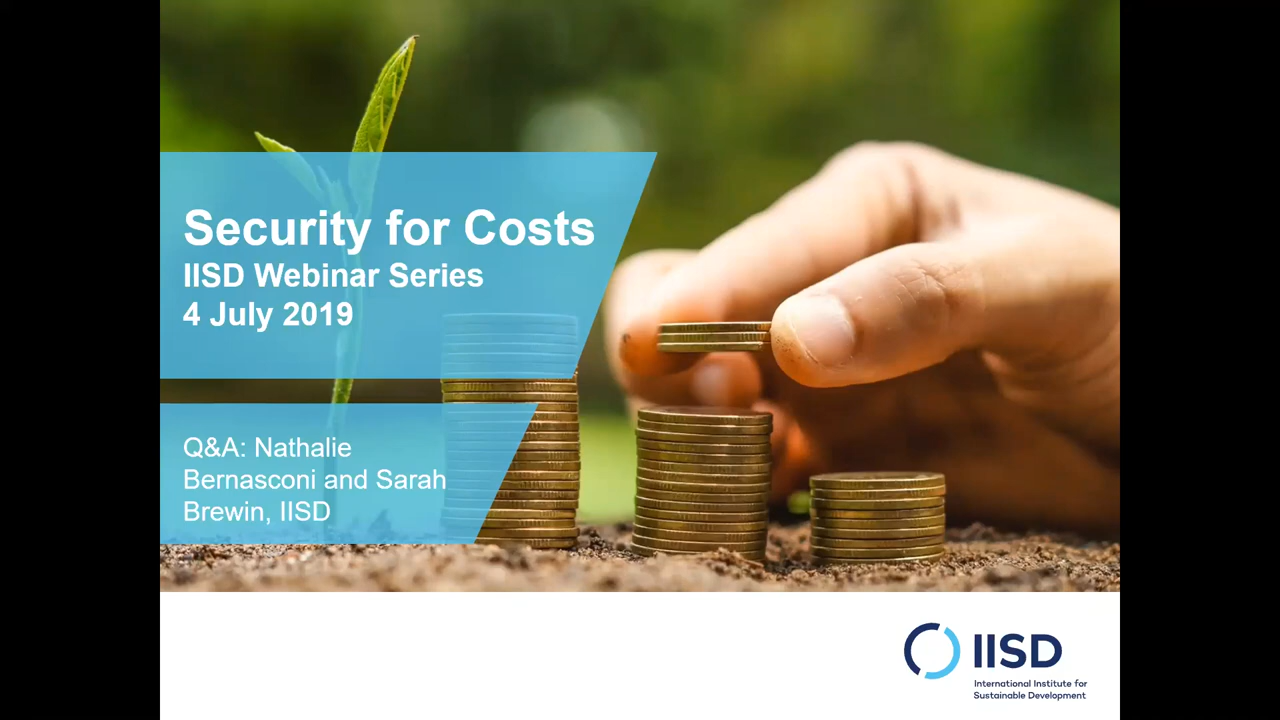 Security for Costs
IISD Webinar Series
4 July 2019
Q&A: Nathalie
Bernasconi and Sarah
Brewin, IISD
IISD
International Institute for
Sustainable Development